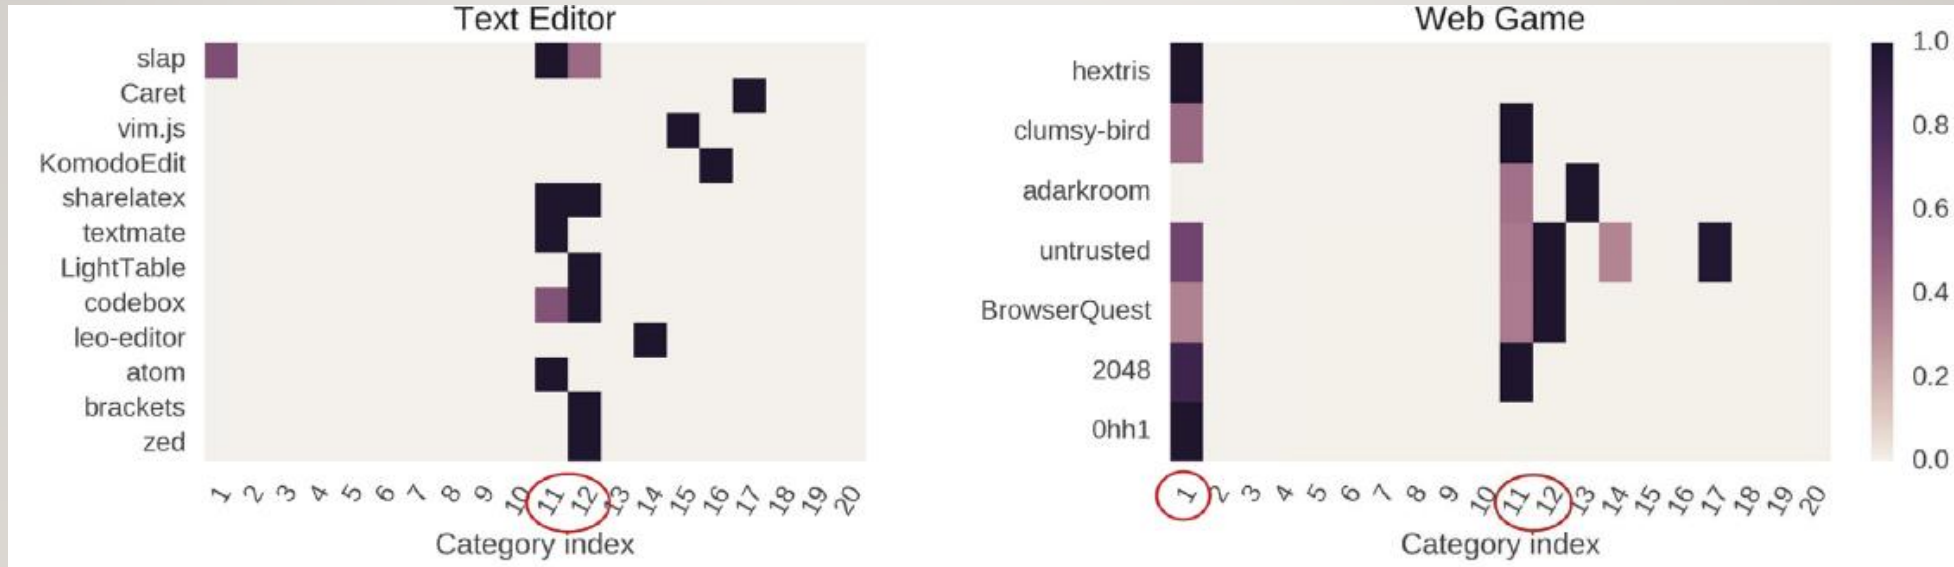 Text Editor
slap
Caret
vim.js
KomodoEdit
sharelatex
textmate
LightTable
codebox
leo-editor
atom
brackets
zed
1 2 3 4 5 6 7 8 9 10 11 12 13 14 15 16 17 18 19 20
Category index
Web Game
hextris
clumsy-bird
adarkroom
untrusted
BrowserQuest
2048
0hh1
1 2 3 4 5 6 7 8 9 10 11 12 13 14 15 16 17 18 19 20
Category index
1.0
0.8
0.6
0.4
0.2
0.0